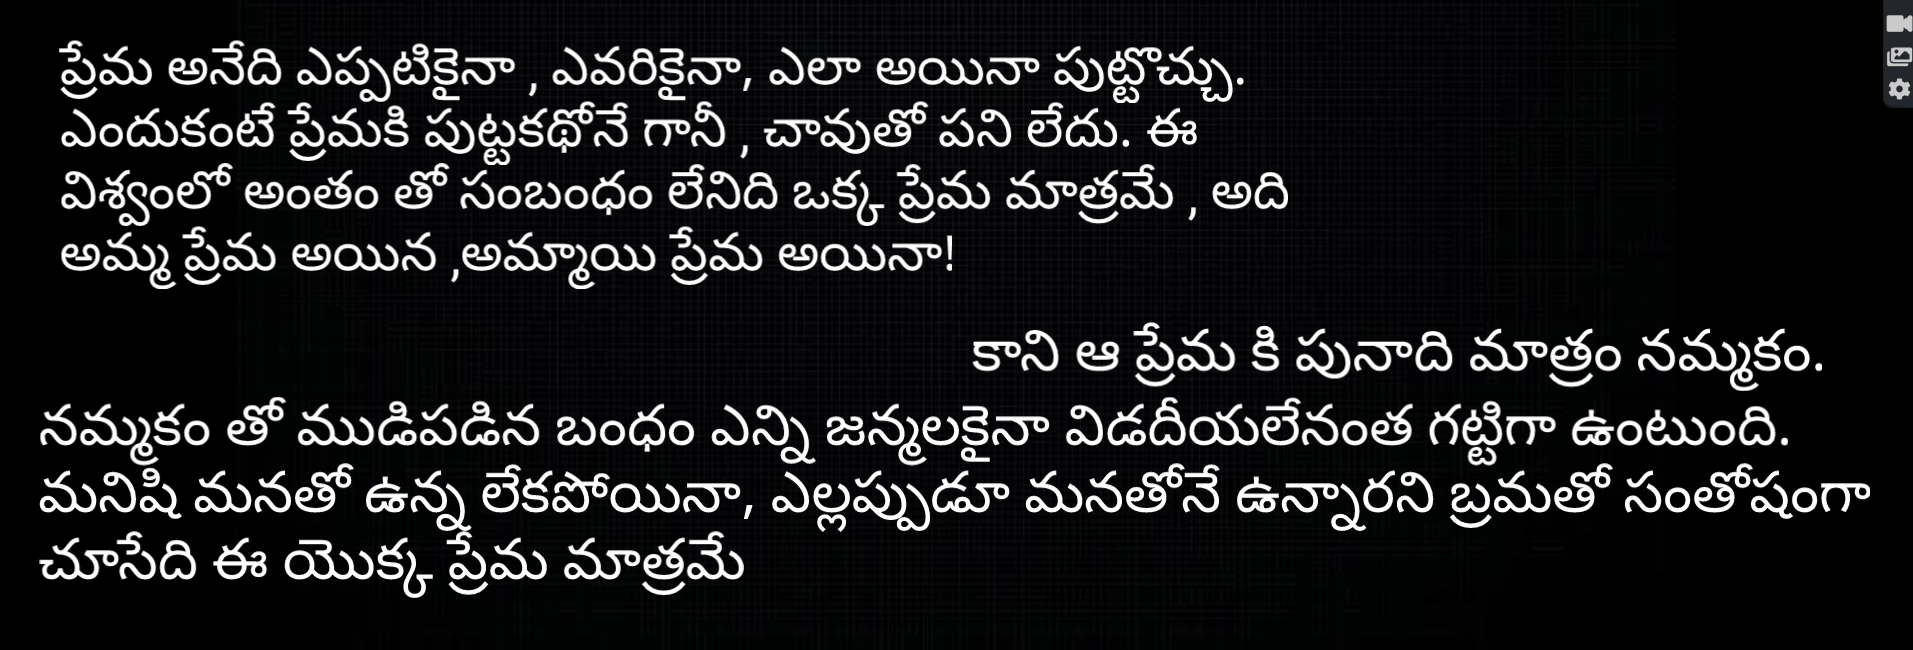 ప్రేమ అనేది ఎప్పటికైనా , ఎవరికైనా, ఎలా అయినా పుట్టొచ్చు.
ఎందుకంటే ప్రేమకి పుట్టకథోనే గానీ , చావుతో పని లేదు. ఈ
విశ్వంలో అంతం తో సంబంధం లేనిది ఒక్క ప్రేమ మాత్రమే , అది
అమ్మ ప్రేమ అయిన ,అమ్మాయి ప్రేమ అయినా!
కాని ఆ ప్రేమ కి పునాది మాత్రం నమ్మకం.
నమ్మకం తో ముడిపడిన బంధం ఎన్ని జన్మలకైనా విడదీయలేనంత గట్టిగా ఉంటుంది.
మనిషి మనతో ఉన్న లేకపోయినా, ఎల్లప్పుడూ మనతోనే ఉన్నారని బ్రమతో సంతోషంగా
చూసేది ఈ యొక్క ప్రేమ మాత్రమే